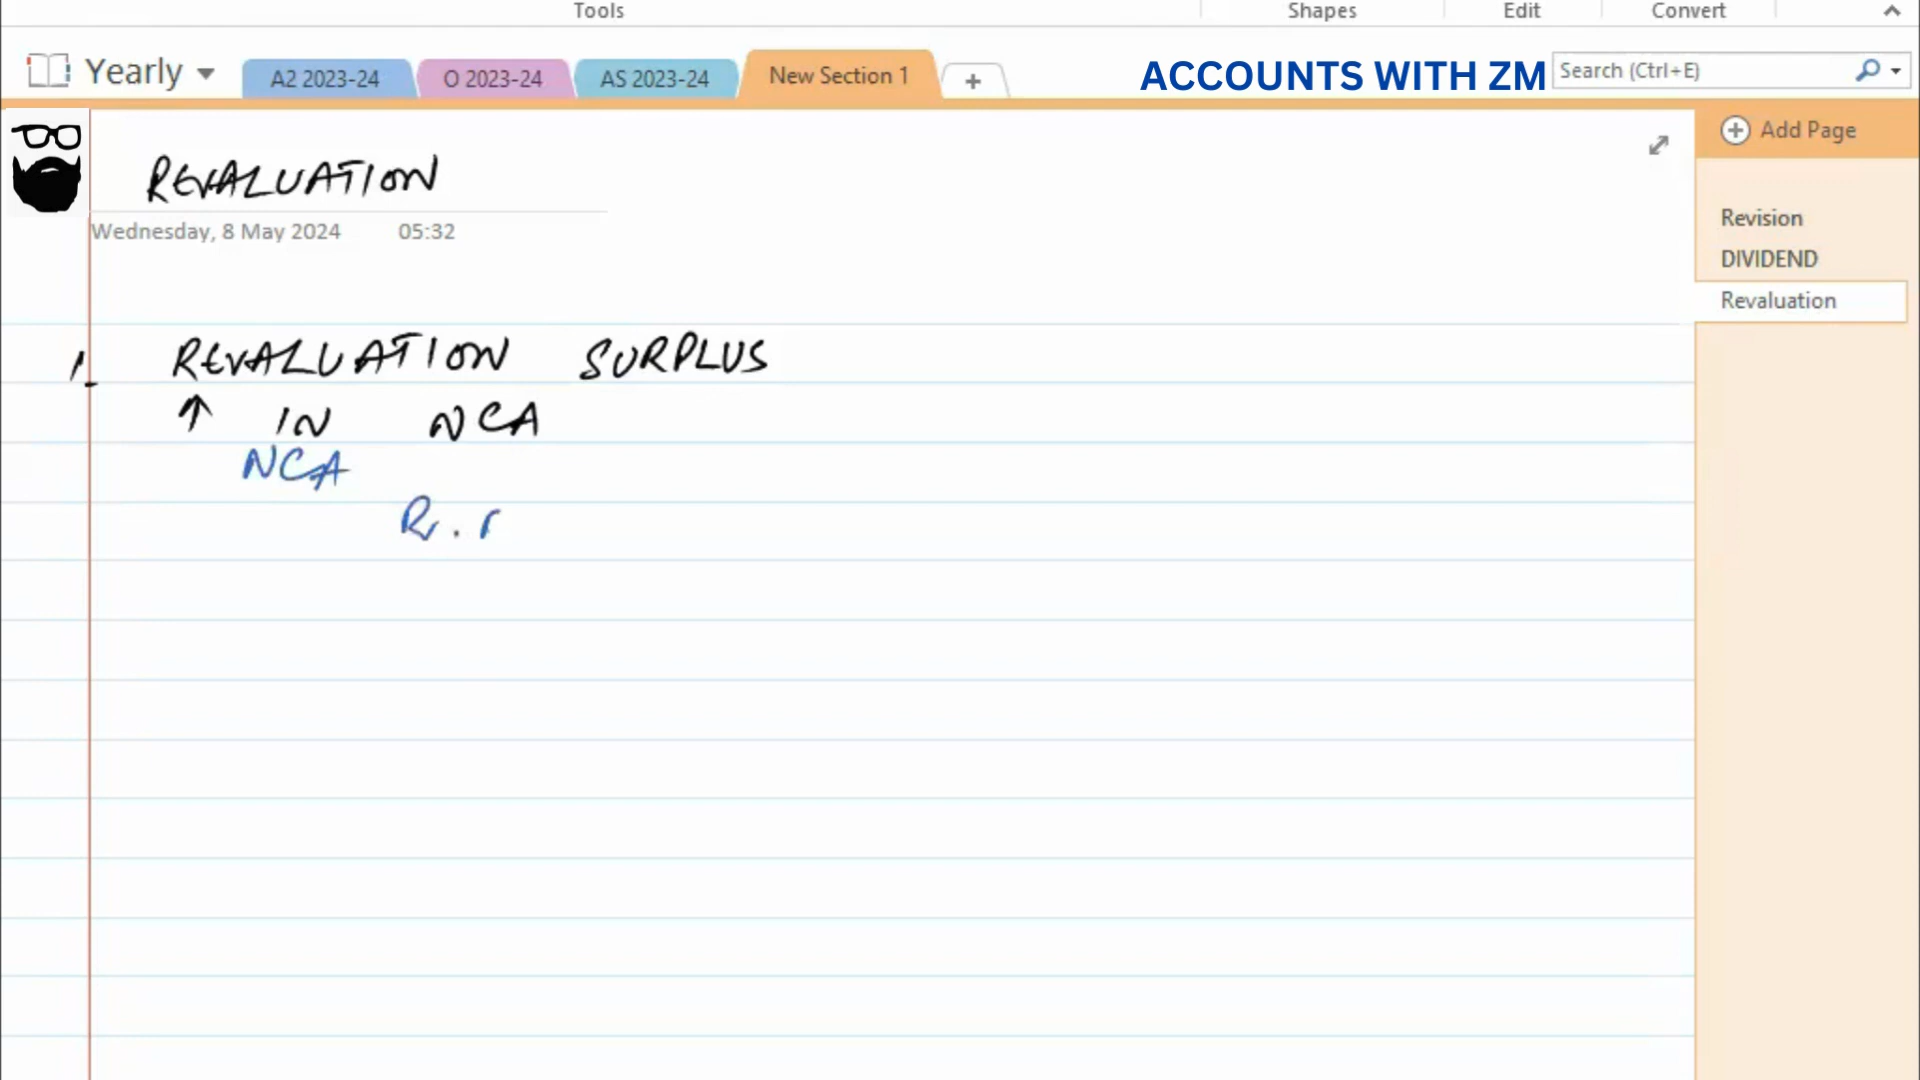 Tools Shapes Edit Convert
Yearly A2 2023-24 O 2023-24 AS 2023-24 New Section 1 + ACCOUNTS WITH ZM Search (Ctrl+E)
Add Page
REVALUATION
Wednesday, 8 May 2024 05:32
Revision
DIVIDEND
Revaluation
1. REVALUATION SURPLUS
↑ IN NCA
NCA